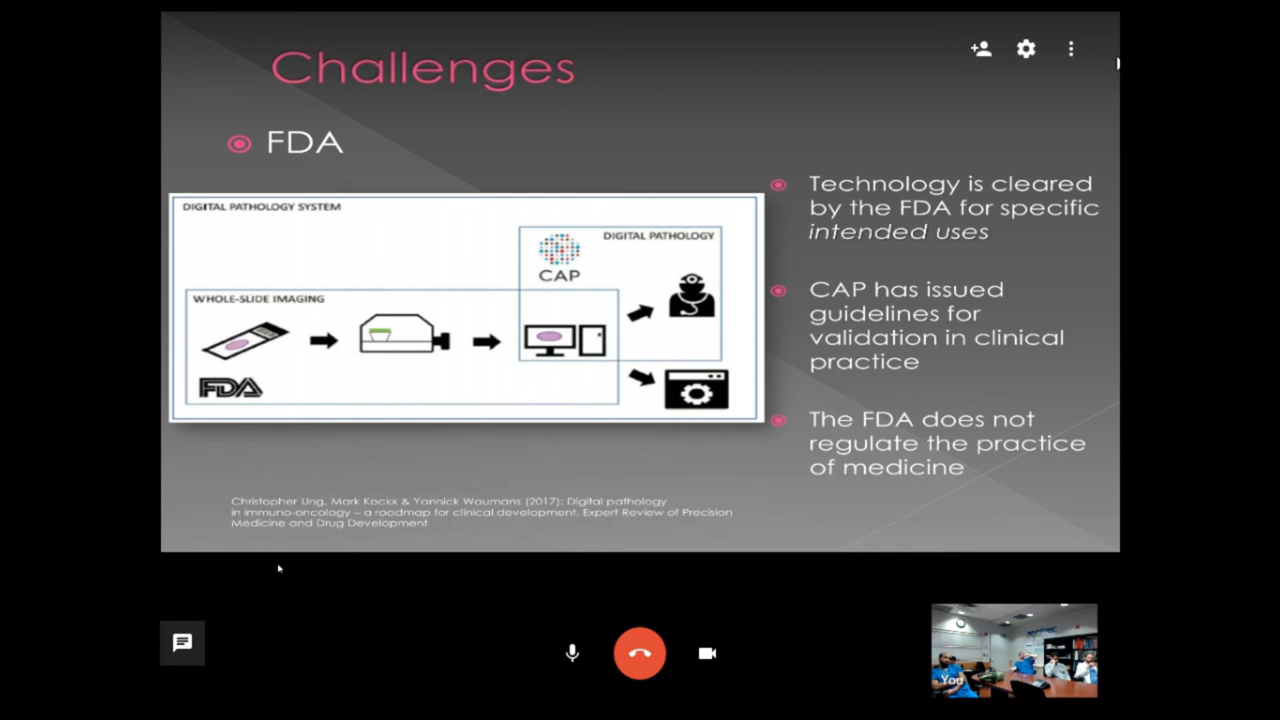 Challenges
FDA
DIGITAL PATHOLOGY SYSTEM
DIGITAL PATHOLOGY
CAP
WHOLE-SLIDE IMAGING
FDA
Technology is cleared
by the FDA for specific
intended uses
CAP has issued
guidelines for
validation in clinical
practice
The FDA does not
regulate the practice
of medicine
Christopher Ung, Mark Kockx & Yannick Waumans (2017): Digital pathology
in immuno-oncology – a roadmap for clinical development, Expert Review of Precision
Medicine and Drug Development
You